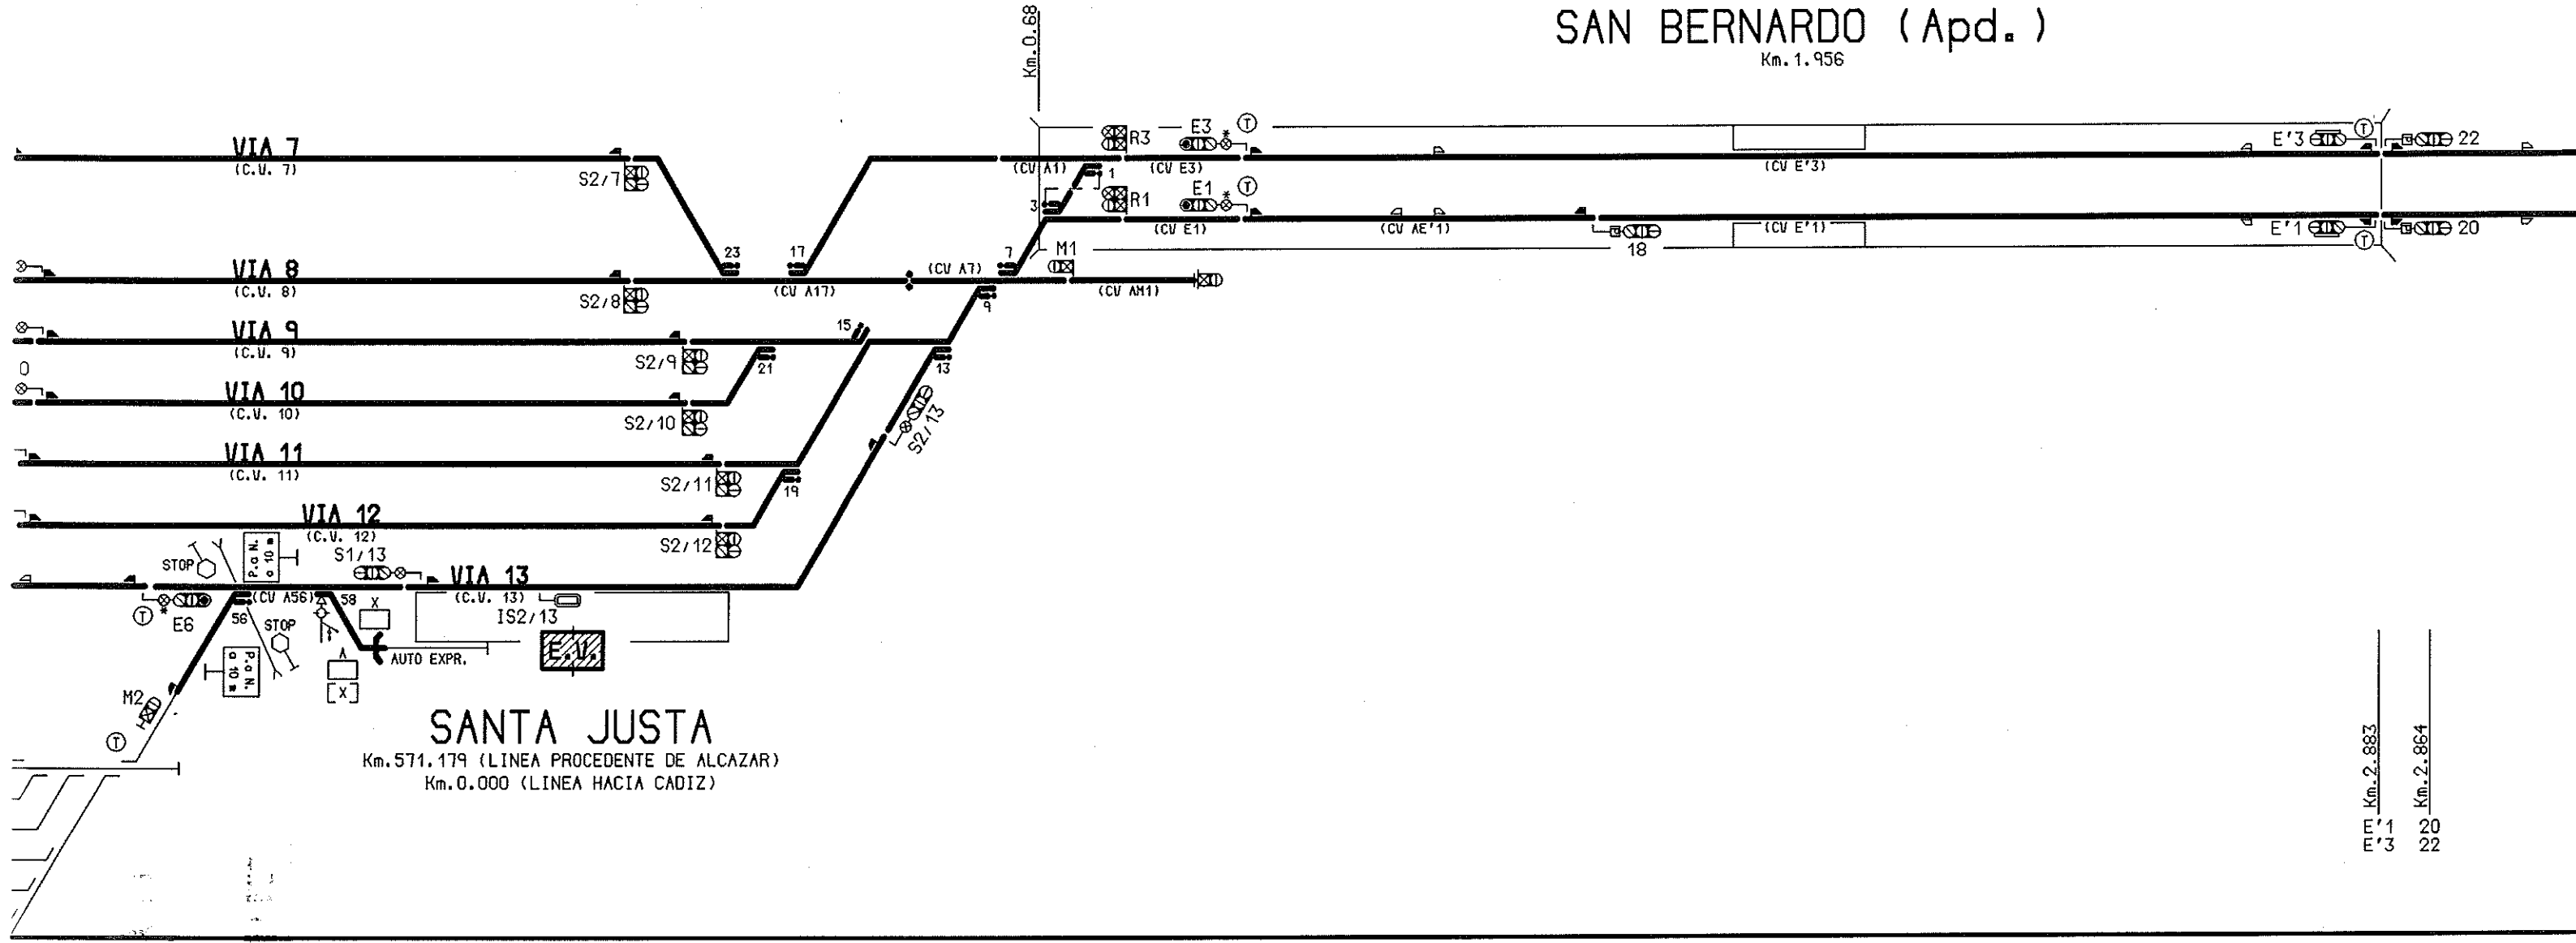 SAN BERNARDO (Apd.)
Km.1.956
Km.0.68
VIA 7
(C.V. 7)
S2/7
(CV A1)
R3
E3
T
(CV E3)
(CV E'3)
E'3
T
22
1
3
R1
E1
T
(CV E1)
(CV AE'1)
18
(CV E'1)
E'1
T
20
VIA 8
(C.V. 8)
S2/8
23
17
(CV A17)
(CV A7)
7
M1
(CV AM1)
9
VIA 9
(C.V. 9)
S2/9
15
21
13
VIA 10
(C.V. 10)
S2/10
S2/13
VIA 11
(C.V. 11)
S2/11
19
VIA 12
(C.V. 12)
S2/12
STOP
P.a N.
a 10 m
S1/13
VIA 13
(C.V. 13)
IS2/13
T
E6
56
(CV A56)
58
X
STOP
P.a N.
a 10 m
A
X
AUTO EXPR.
E.V.
M2
T
SANTA JUSTA
Km.571.179 (LINEA PROCEDENTE DE ALCAZAR)
Km.0.000 (LINEA HACIA CADIZ)
Km.2.883
Km.2.864
E'1 20
E'3 22